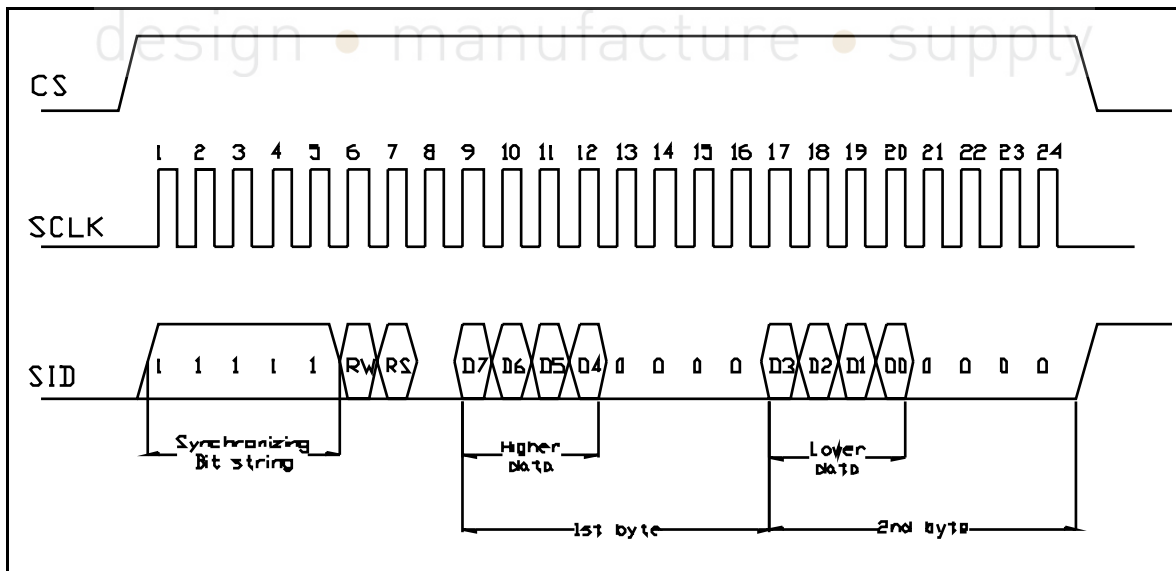 design • manufacture • supply
CS
1 2 3 4 5 6 7 8 9 10 11 12 13 14 15 16 17 18 19 20 21 22 23 24
SCLK
SID 1 1 1 1 1 RW RS D7 D6 D5 D4 0 0 0 0 D3 D2 D1 D0 0 0 0 0
Synchronizing
Bit string
Higher
data
Lower
data
1st byte
2nd byte